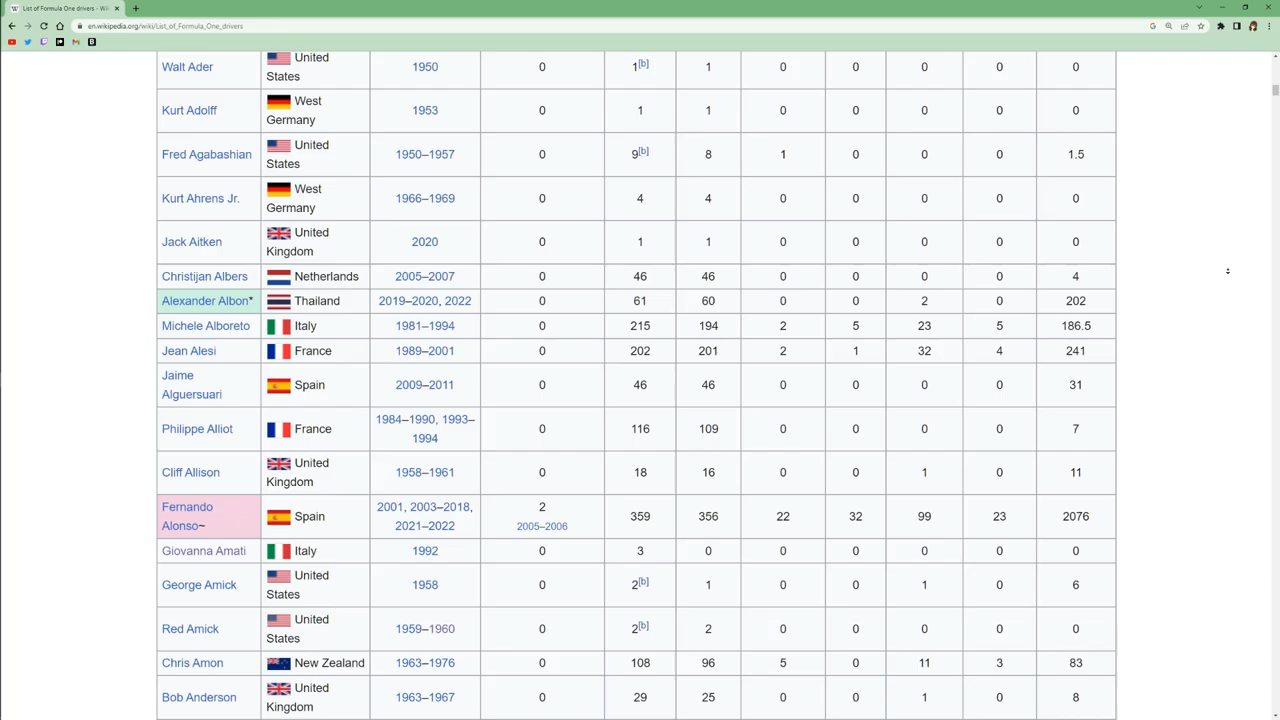 List of Formula One drivers - Wi
en.wikipedia.org/wiki/List_of_Formula_One_drivers
Walt Ader United States 1950 0 1[b] 1 0 0 0 0 0
Kurt Adolff West Germany 1953 0 1 1 0 0 0 0 0
Fred Agabashian United States 1950–1957 0 9[b] 8 1 0 0 0 1.5
Kurt Ahrens Jr. West Germany 1966–1969 0 4 4 0 0 0 0 0
Jack Aitken United Kingdom 2020 0 1 1 0 0 0 0 0
Christijan Albers Netherlands 2005–2007 0 46 46 0 0 0 0 4
Alexander Albon* Thailand 2019–2020, 2022 0 61 60 0 0 2 0 202
Michele Alboreto Italy 1981–1994 0 215 194 2 5 23 5 186.5
Jean Alesi France 1989–2001 0 202 201 2 1 32 4 241
Jaime Alguersuari Spain 2009–2011 0 46 46 0 0 0 0 31
Philippe Alliot France 1984–1990, 1993–1994 0 116 109 0 0 0 0 7
Cliff Allison United Kingdom 1958–1961 0 18 16 0 0 1 0 11
Fernando Alonso~ Spain 2001, 2003–2018, 2021–2022 2 2005–2006 359 356 22 32 99 23 2076
Giovanna Amati Italy 1992 0 3 0 0 0 0 0 0
George Amick United States 1958 0 2[b] 1 0 0 1 0 6
Red Amick United States 1959–1960 0 2[b] 2 0 0 0 0 0
Chris Amon New Zealand 1963–1976 0 108 96 5 0 11 3 83
Bob Anderson United Kingdom 1963–1967 0 29 25 0 0 1 0 8